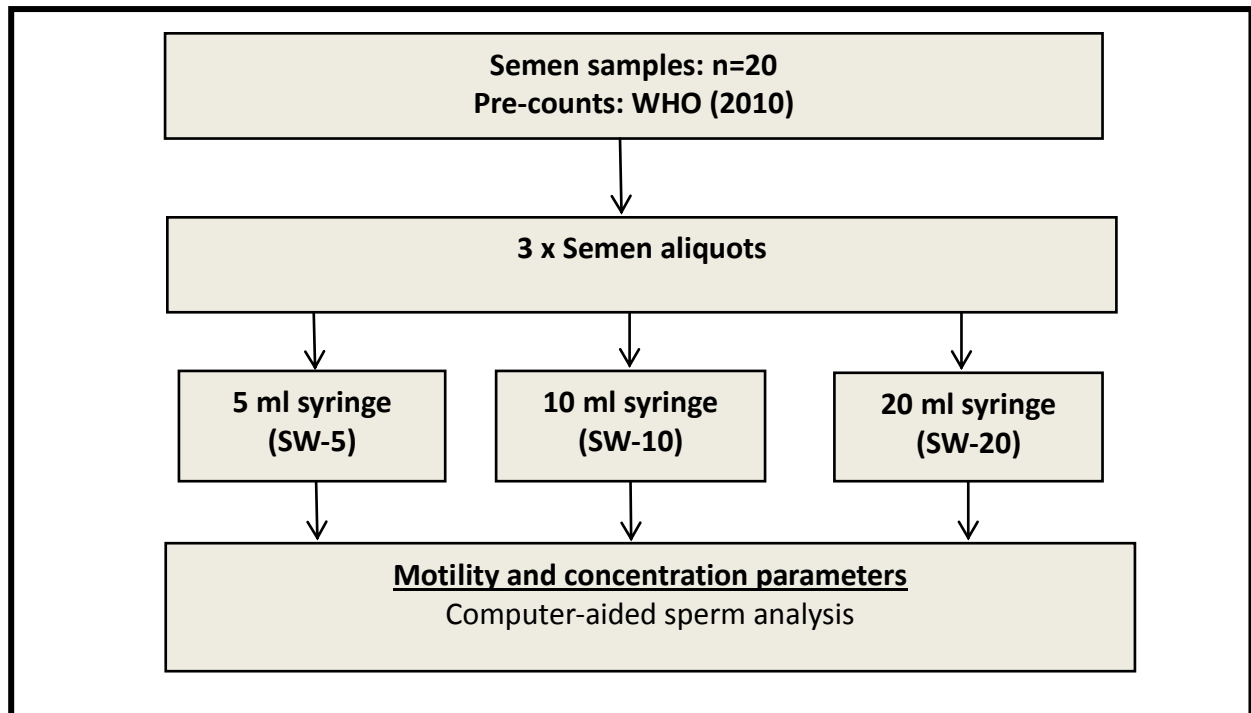 Semen samples: n=20
Pre-counts: WHO (2010)
3 x Semen aliquots
5 ml syringe
(SW-5)
10 ml syringe
(SW-10)
20 ml syringe
(SW-20)
Motility and concentration parameters
Computer-aided sperm analysis